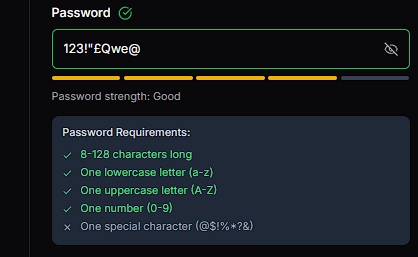 Password
123!"£Qwe@
Password strength: Good
Password Requirements:
8-128 characters long
One lowercase letter (a-z)
One uppercase letter (A-Z)
One number (0-9)
One special character (@$!%*?&)